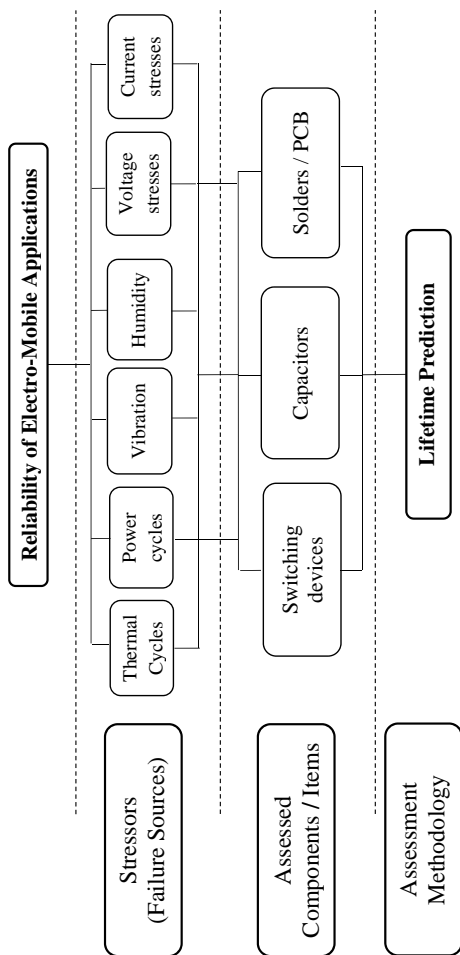 Reliability of Electro-Mobile Applications
Stressors
(Failure Sources)
Thermal
Cycles
Power
cycles
Vibration
Humidity
Voltage
stresses
Current
stresses
Assessed
Components / Items
Switching
devices
Capacitors
Solders / PCB
Assessment
Methodology
Lifetime Prediction